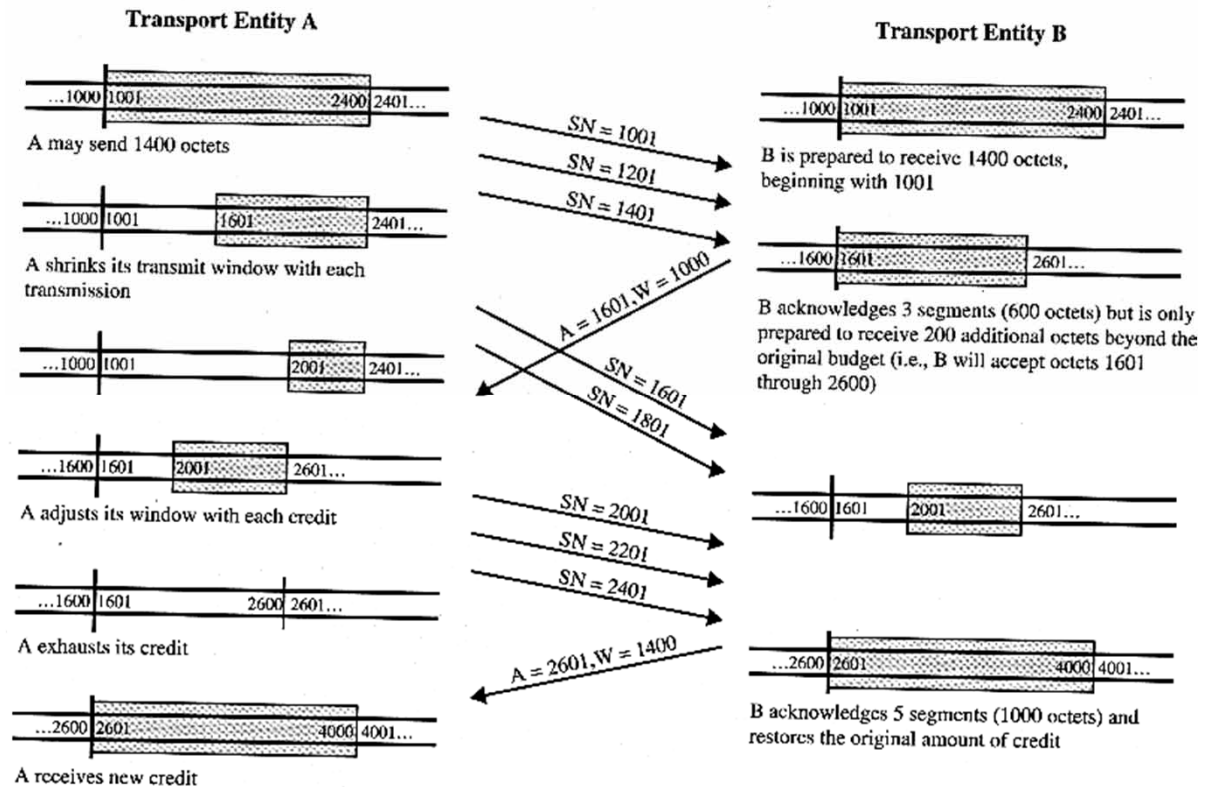 Transport Entity A
Transport Entity B
...1000 1001 2400 2401...
A may send 1400 octets
SN = 1001
SN = 1201
SN = 1401
...1000 1001 2400 2401...
B is prepared to receive 1400 octets,
beginning with 1001
...1000 1001 1601 2401...
A shrinks its transmit window with each
transmission
A = 1601, W = 1000
...1600 1601 2601...
B acknowledges 3 segments (600 octets) but is only
prepared to receive 200 additional octets beyond the
original budget (i.e., B will accept octets 1601
through 2600)
...1000 1001 2001 2401...
SN = 1601
SN = 1801
...1600 1601 2001 2601...
A adjusts its window with each credit
SN = 2001
SN = 2201
SN = 2401
...1600 1601 2001 2601...
...1600 1601 2600 2601...
A exhausts its credit
A = 2601, W = 1400
...2600 2601 4000 4001...
B acknowledges 5 segments (1000 octets) and
restores the original amount of credit
...2600 2601 4000 4001...
A receives new credit